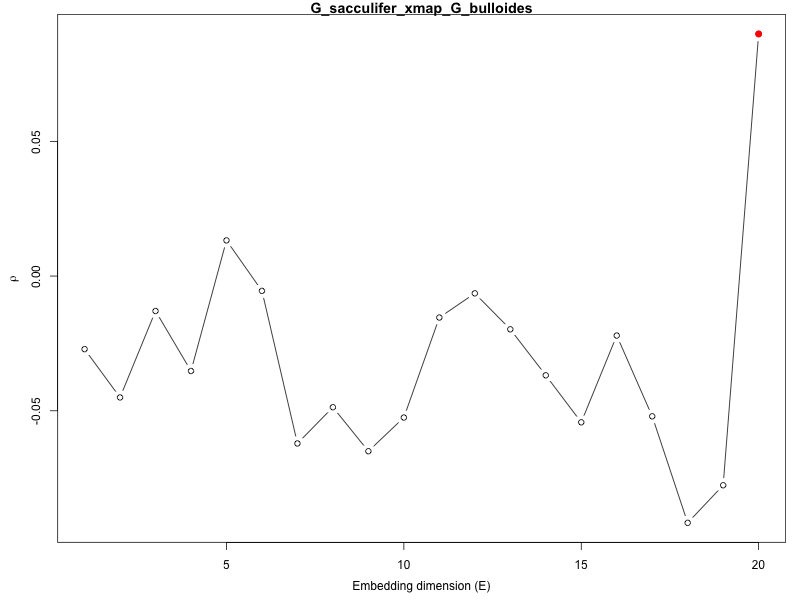 G_sacculifer_xmap_G_bulloides
0.05
0.00
-0.05
ρ
5
10
15
20
Embedding dimension (E)